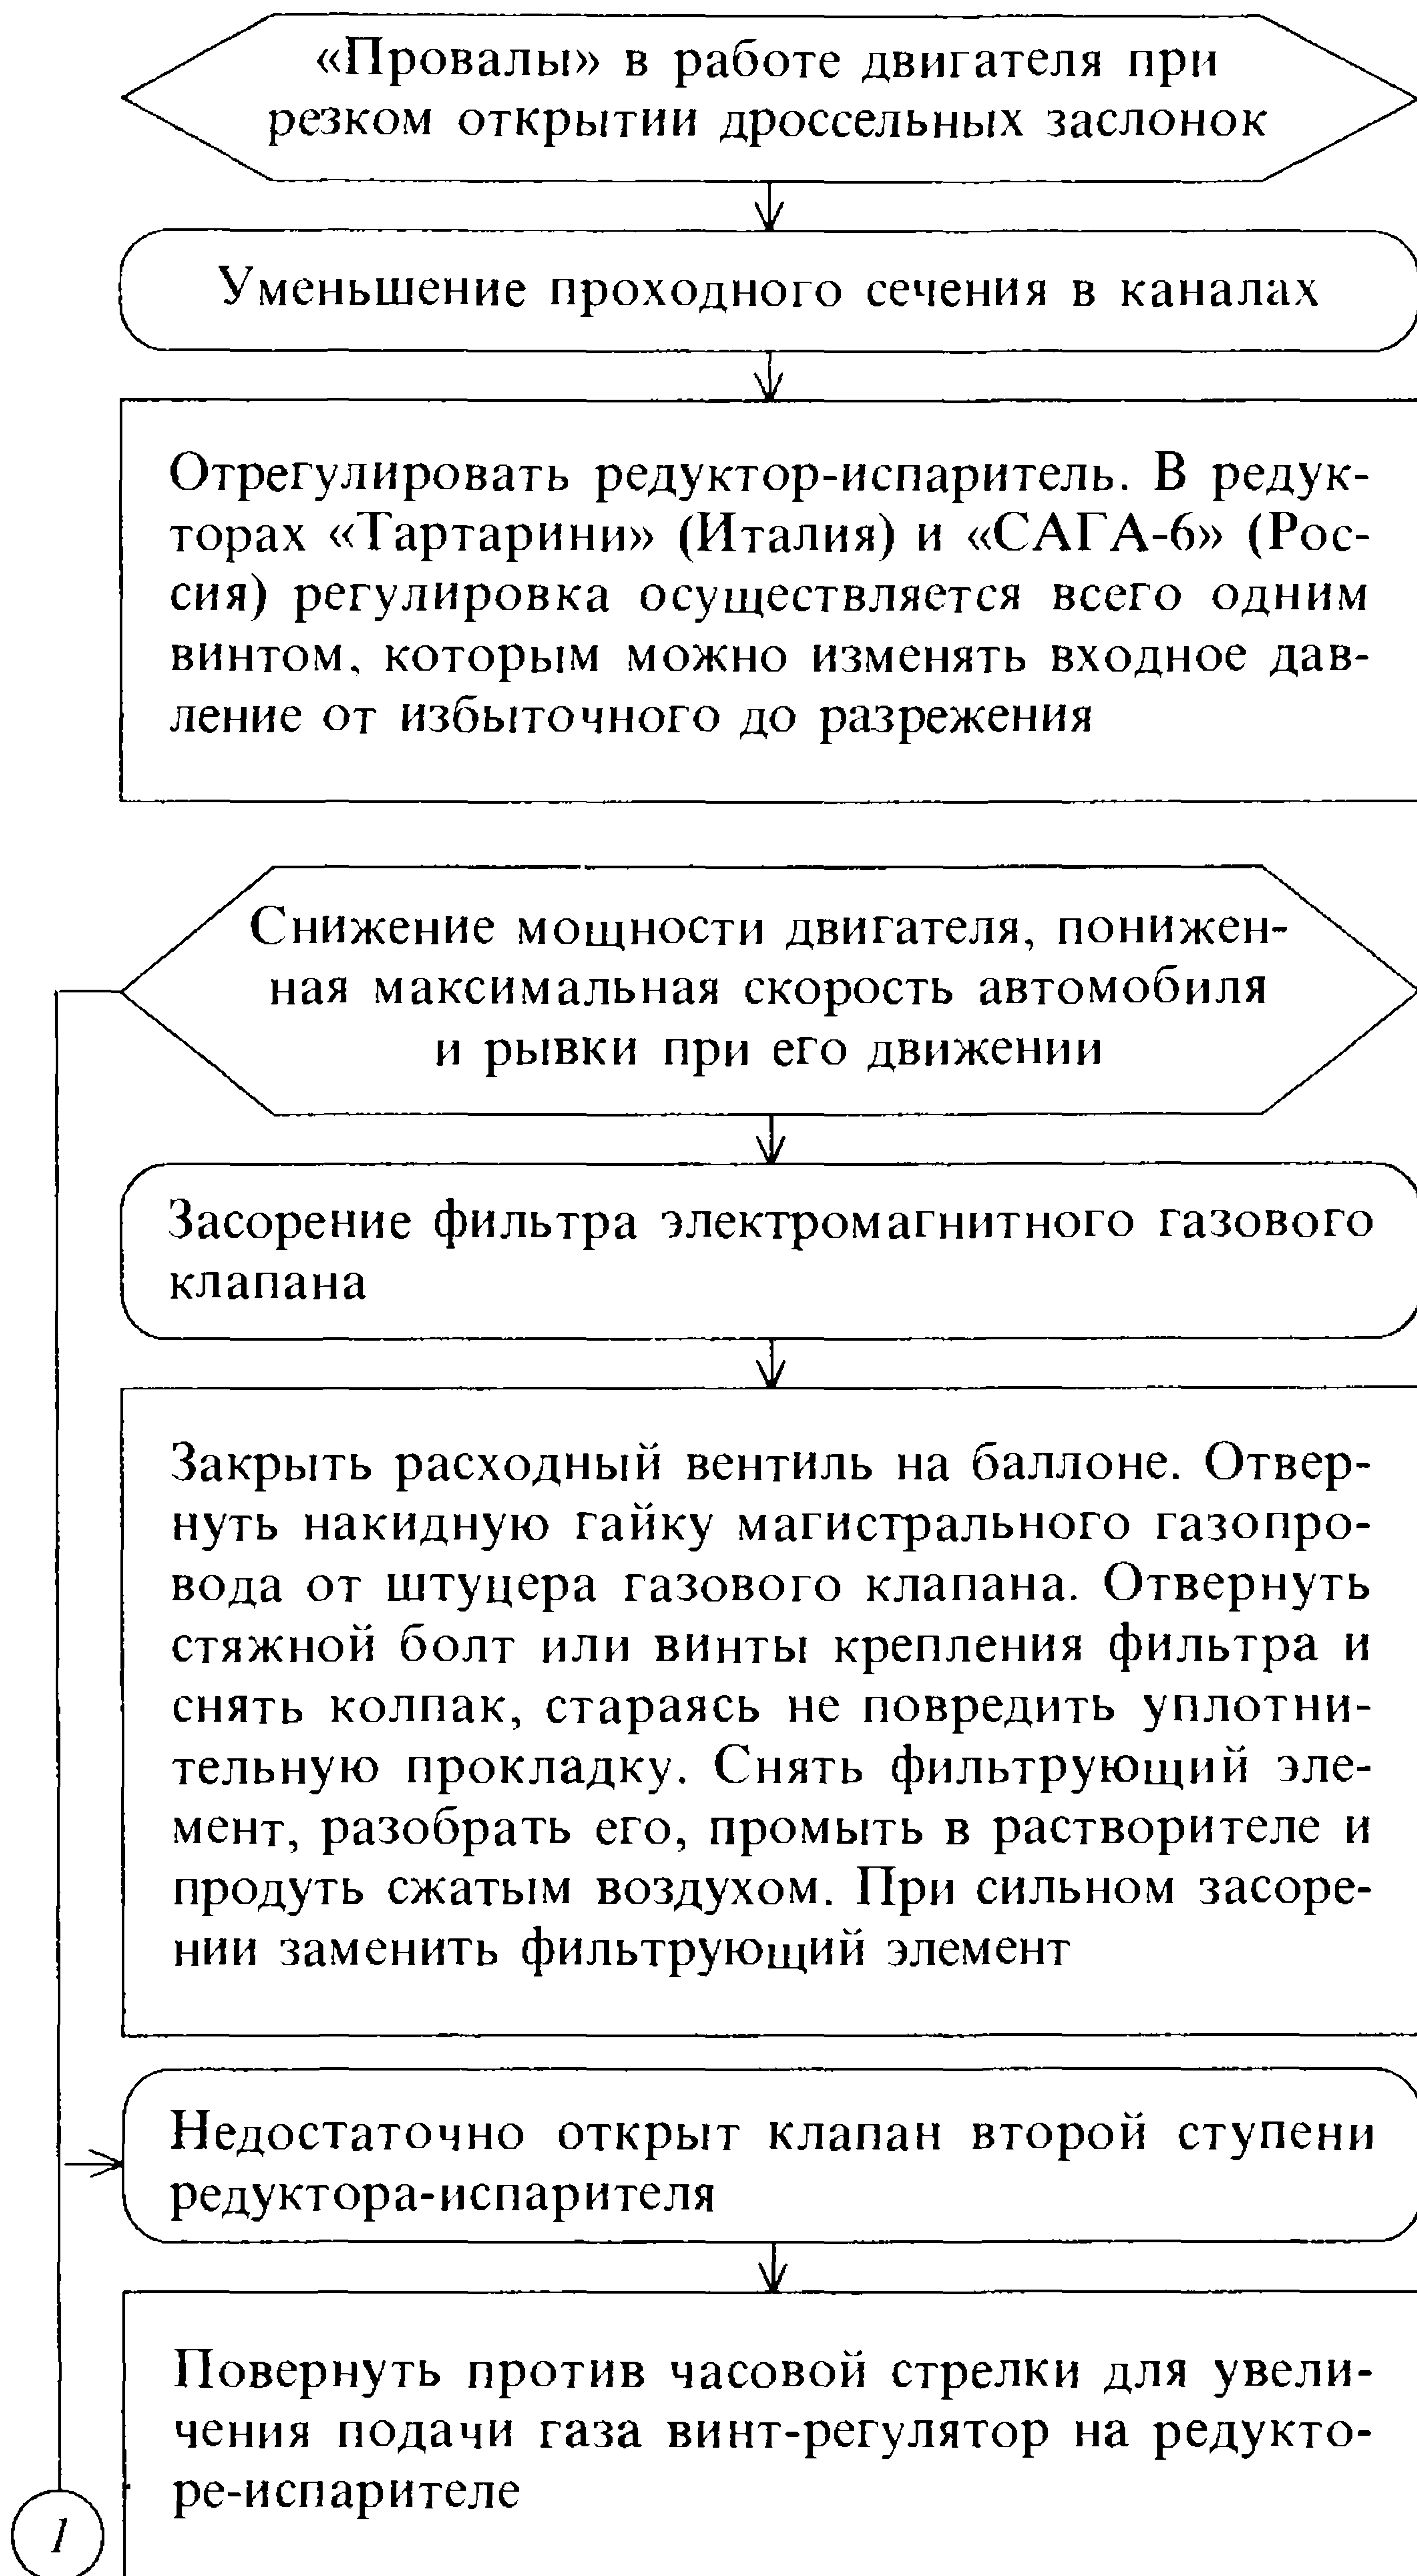 «Провалы» в работе двигателя при
резком открытии дроссельных заслонок
Уменьшение проходного сечения в каналах
Отрегулировать редуктор-испаритель. В редук-
торах «Тартарини» (Италия) и «САГА-6» (Рос-
сия) регулировка осуществляется всего одним
винтом, которым можно изменять входное дав-
ление от избыточного до разрежения
Снижение мощности двигателя, понижен-
ная максимальная скорость автомобиля
и рывки при его движении
Засорение фильтра электромагнитного газового
клапана
Закрыть расходный вентиль на баллоне. Отвер-
нуть накидную гайку магистрального газопро-
вода от штуцера газового клапана. Отвернуть
стяжной болт или винты крепления фильтра и
снять колпак, стараясь не повредить уплотни-
тельную прокладку. Снять фильтрующий эле-
мент, разобрать его, промыть в растворителе и
продуть сжатым воздухом. При сильном засоре-
нии заменить фильтрующий элемент
Недостаточно открыт клапан второй ступени
редуктора-испарителя
Повернуть против часовой стрелки для увели-
чения подачи газа винт-регулятор на редукто-
ре-испарителе
1